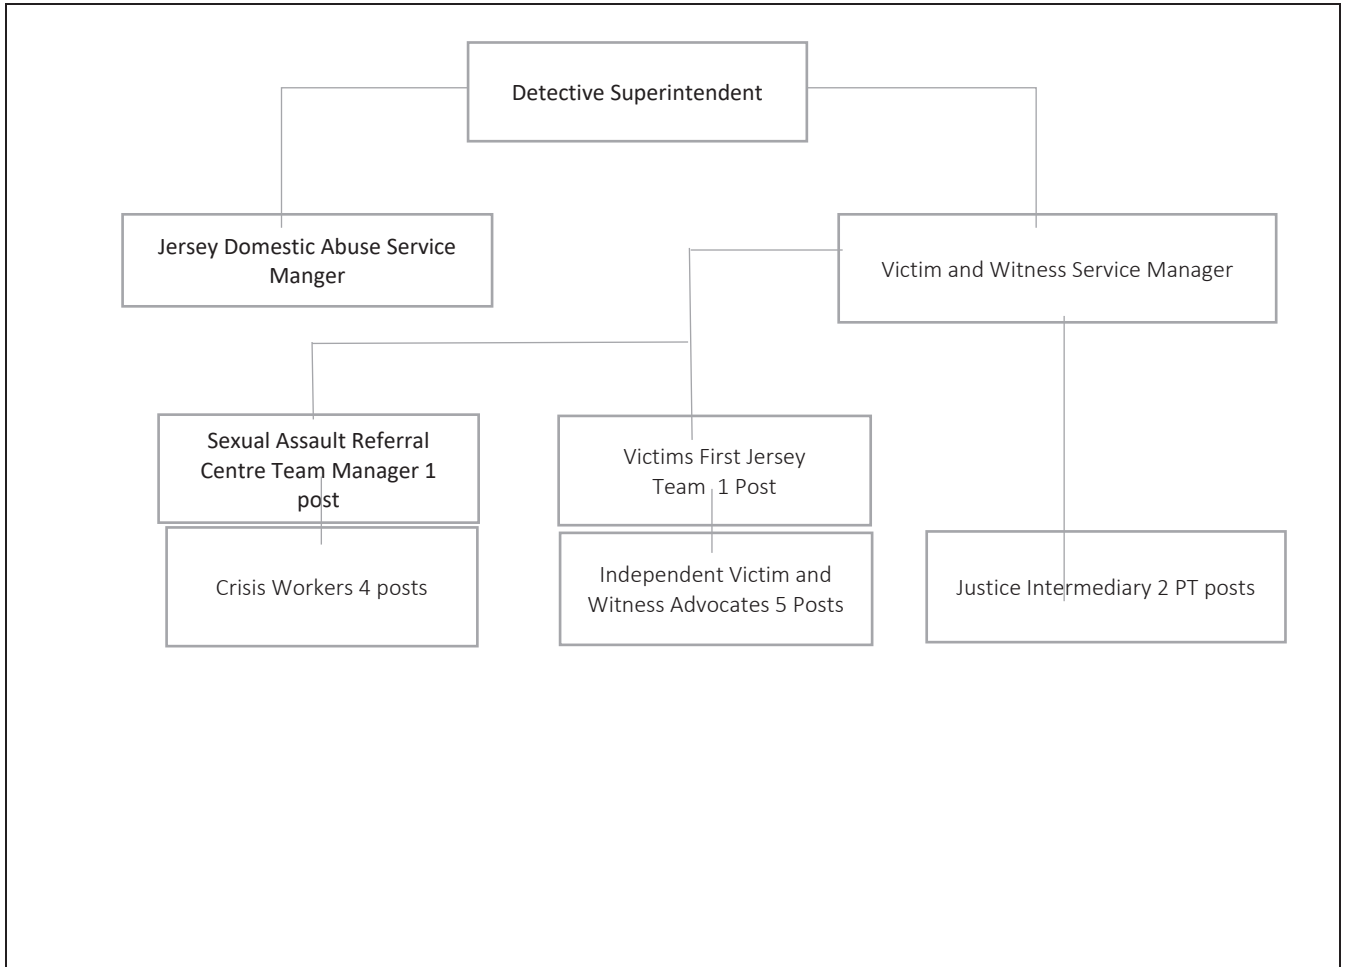 Detective Superintendent
Jersey Domestic Abuse Service
Manger
Victim and Witness Service Manager
Sexual Assault Referral
Centre Team Manager 1
post
Victims First Jersey
Team  1 Post
Crisis Workers 4 posts
Independent Victim and
Witness Advocates 5 Posts
Justice Intermediary 2 PT posts